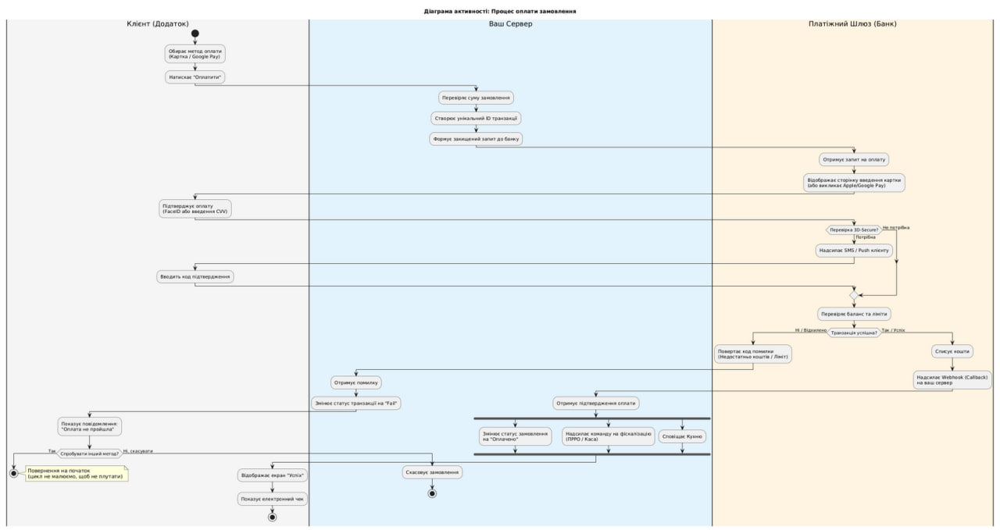 Діаграма активності: Процес оплати замовлення
Клієнт (Додаток)
Ваш Сервер
Платіжний Шлюз (Банк)
Обирає метод оплати
(Картка / Google Pay)
Натискає "Оплатити"
Перевіряє суму замовлення
Створює унікальний ID транзакції
Формує захищений запит до банку
Отримує запит на оплату
Відображає сторінку введення картки
(або викликає Apple/Google Pay)
Підтверджує оплату
(FaceID або введення CVV)
Перевірка 3D-Secure?
Не потрібна
Потрібна
Надсилає SMS / Push клієнту
Вводить код підтвердження
Перевіряє баланс та ліміти
Ні / Відхилено
Транзакція успішна?
Так / Успіх
Повертає код помилки
(Недостатньо коштів / Ліміт)
Списує кошти
Надсилає Webhook (Callback)
на ваш сервер
Отримує помилку
Змінює статус транзакції на "Fail"
Отримує підтвердження оплати
Показує повідомлення:
"Оплата не пройшла"
Змінює статус замовлення
на "Оплачено"
Надсилає команду на фіскалізацію
(ПРРО / Каса)
Сповіщає Кухню
Так
Спробувати інший метод?
Ні, скасувати
Повернення на початок
(цикл не малюємо, щоб не плутати)
Відображає екран "Успіх"
Скасовує замовлення
Показує електронний чек